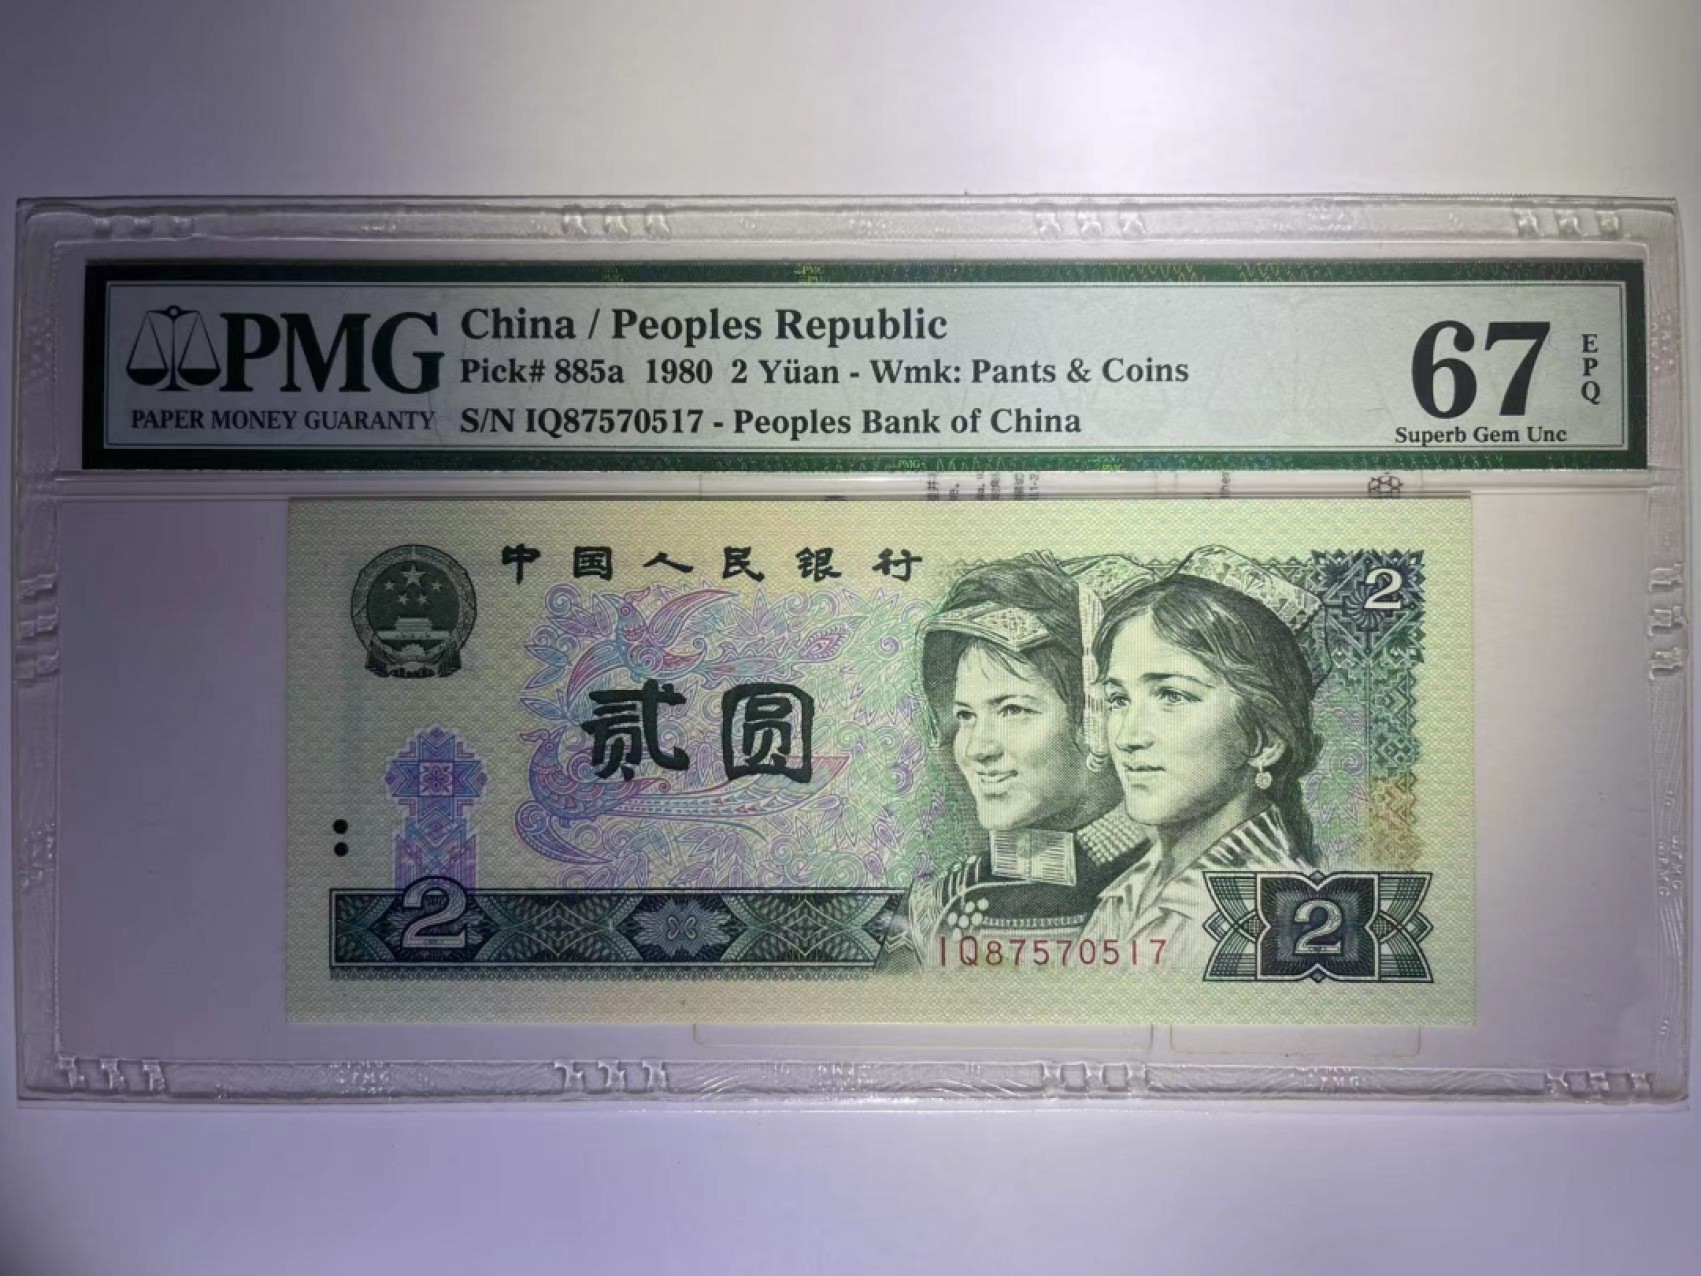 PMG
PAPER MONEY GUARANTY
China / Peoples Republic
Pick# 885a 1980 2 Yüan - Wmk: Pants & Coins
S/N IQ87570517 - Peoples Bank of China
67
EPQ
Superb Gem Unc
中国人民银行
2
贰圆
2
IQ87570517
2